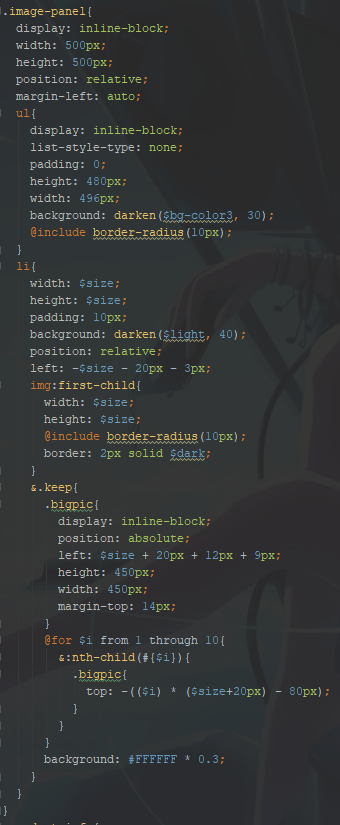 .image-panel{
display: inline-block;
width: 500px;
height: 500px;
position: relative;
margin-left: auto;
ul{
display: inline-block;
list-style-type: none;
padding: 0;
height: 480px;
width: 496px;
background: darken($bg-color3, 30);
@include border-radius(10px);
}
li{
width: $size;
height: $size;
padding: 10px;
background: darken($light, 40);
position: relative;
left: -$size - 20px - 3px;
img:first-child{
width: $size;
height: $size;
@include border-radius(10px);
border: 2px solid $dark;
}
&.keep{
.bigpic{
display: inline-block;
position: absolute;
left: $size + 20px + 12px + 9px;
height: 450px;
width: 450px;
margin-top: 14px;
}
@for $i from 1 through 10{
&:nth-child(#{$i}){
.bigpic{
top: -(($i) * ($size+20px) - 80px);
}
}
}
background: #FFFFFF * 0.3;
}
}
}